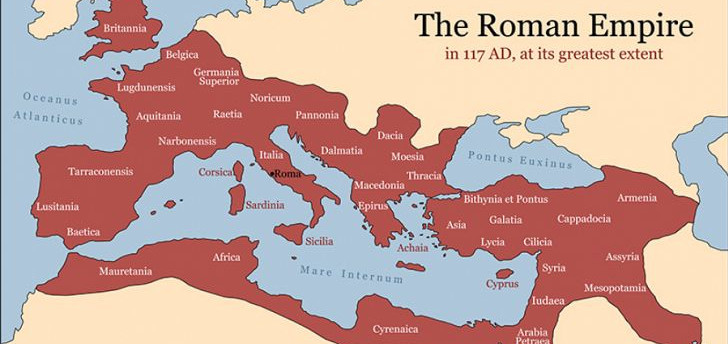 The Roman Empire
in 117 AD, at its greatest extent
Britannia
Belgica
Germania
Superior
Lugdunensis
Noricum
Oceanus
Atlanticus
Aquitania
Raetia
Pannonia
Dacia
Narbonensis
Italia
Dalmatia
Moesia
Pontus Euxinus
Tarraconensis
Corsica
Roma
Thracia
Macedonia
Lusitania
Sardinia
Epirus
Bithynia et Pontus
Armenia
Baetica
Sicilia
Achaia
Asia
Galatia
Cappadocia
Lycia
Cilicia
Mauretania
Africa
Mare Internum
Cyprus
Syria
Assyria
Mesopotamia
Iudaea
Cyrenaica
Arabia
Petraea